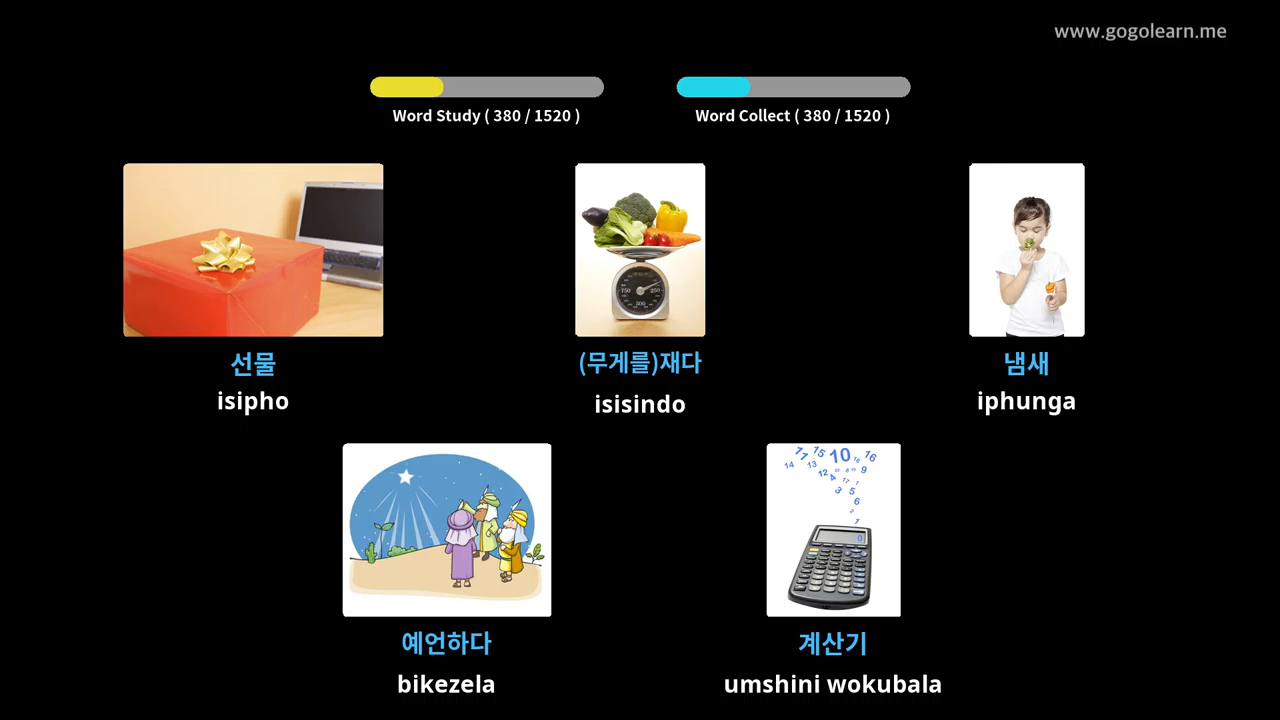 www.gogolearn.me
Word Study ( 380 / 1520 )
Word Collect ( 380 / 1520 )
선물
isipho
(무게를)재다
isisindo
냄새
iphunga
예언하다
bikezela
계산기
umshini wokubala